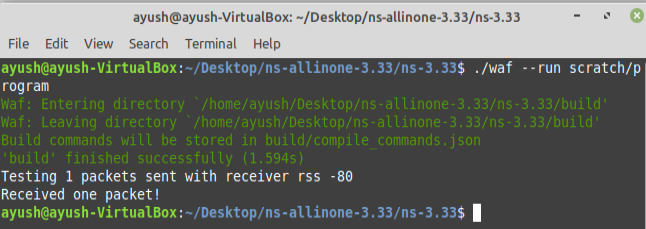 ayush@ayush-VirtualBox: ~/Desktop/ns-allinone-3.33/ns-3.33
File Edit View Search Terminal Help
ayush@ayush-VirtualBox:~/Desktop/ns-allinone-3.33/ns-3.33$ ./waf --run scratch/p
rogram
Waf: Entering directory `/home/ayush/Desktop/ns-allinone-3.33/ns-3.33/build'
Waf: Leaving directory `/home/ayush/Desktop/ns-allinone-3.33/ns-3.33/build'
Build commands will be stored in build/compile_commands.json
'build' finished successfully (1.594s)
Testing 1 packets sent with receiver rss -80
Received one packet!
ayush@ayush-VirtualBox:~/Desktop/ns-allinone-3.33/ns-3.33$